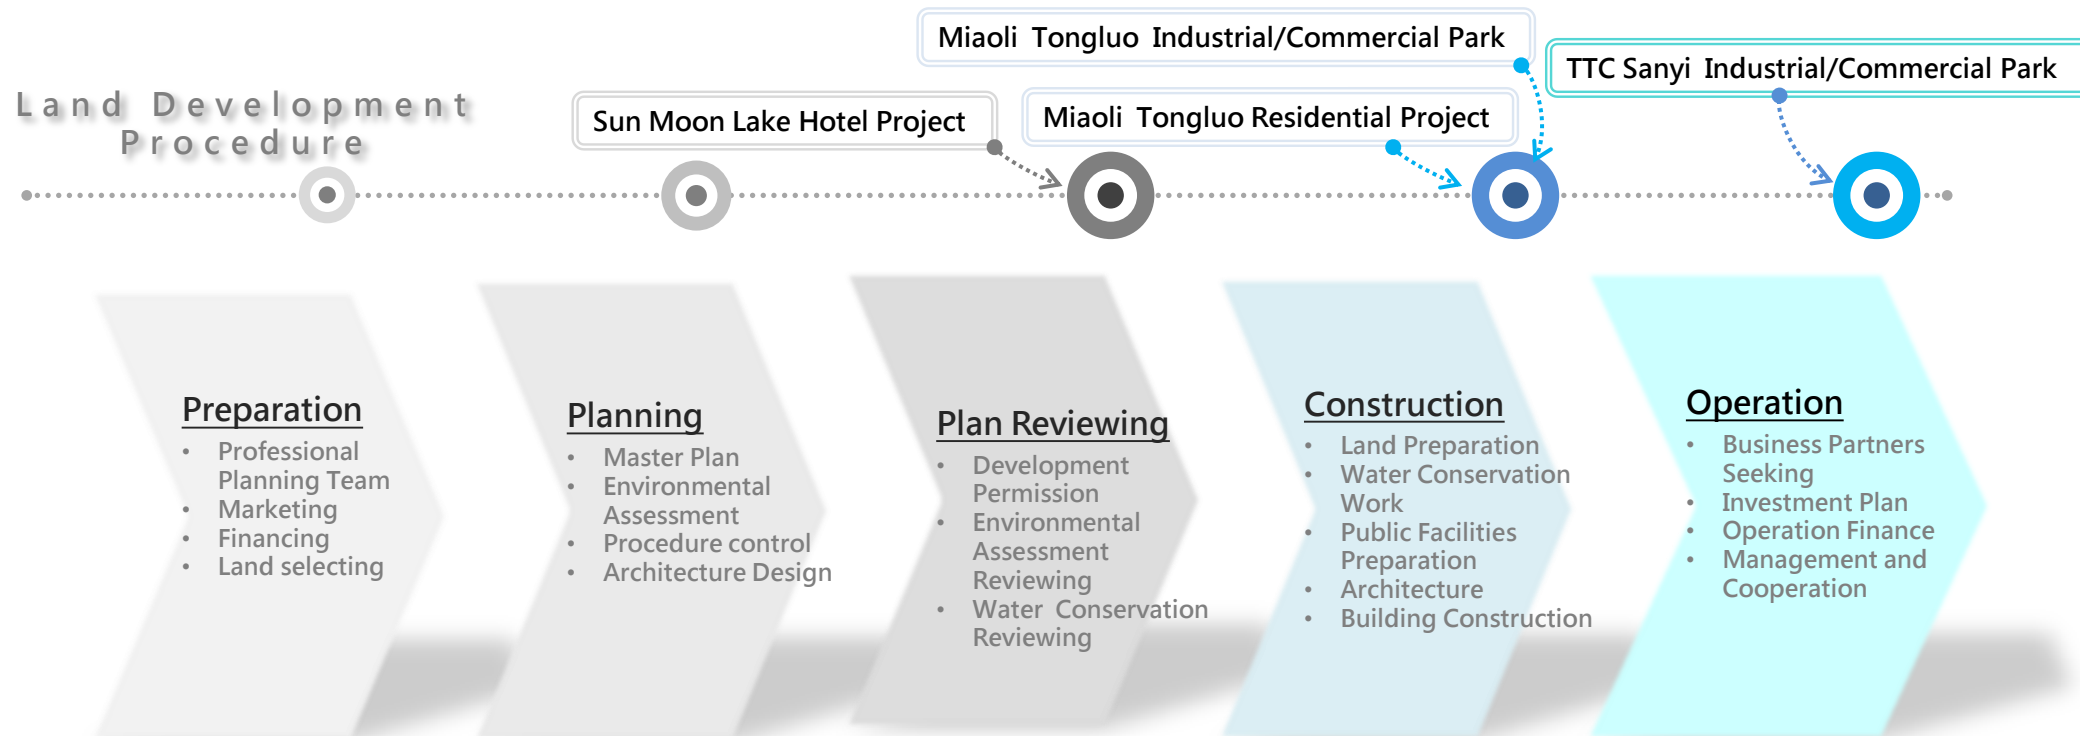 Land Development
Procedure
Miaoli Tongluo Industrial/Commercial Park
TTC Sanyi Industrial/Commercial Park
Sun Moon Lake Hotel Project
Miaoli Tongluo Residential Project
Preparation
• Professional
Planning Team
• Marketing
• Financing
• Land selecting
Planning
• Master Plan
• Environmental
Assessment
• Procedure control
• Architecture Design
Plan Reviewing
• Development
Permission
• Environmental
Assessment
Reviewing
• Water Conservation
Reviewing
Construction
• Land Preparation
• Water Conservation
Work
• Public Facilities
Preparation
• Architecture
• Building Construction
Operation
• Business Partners
Seeking
• Investment Plan
• Operation Finance
• Management and
Cooperation